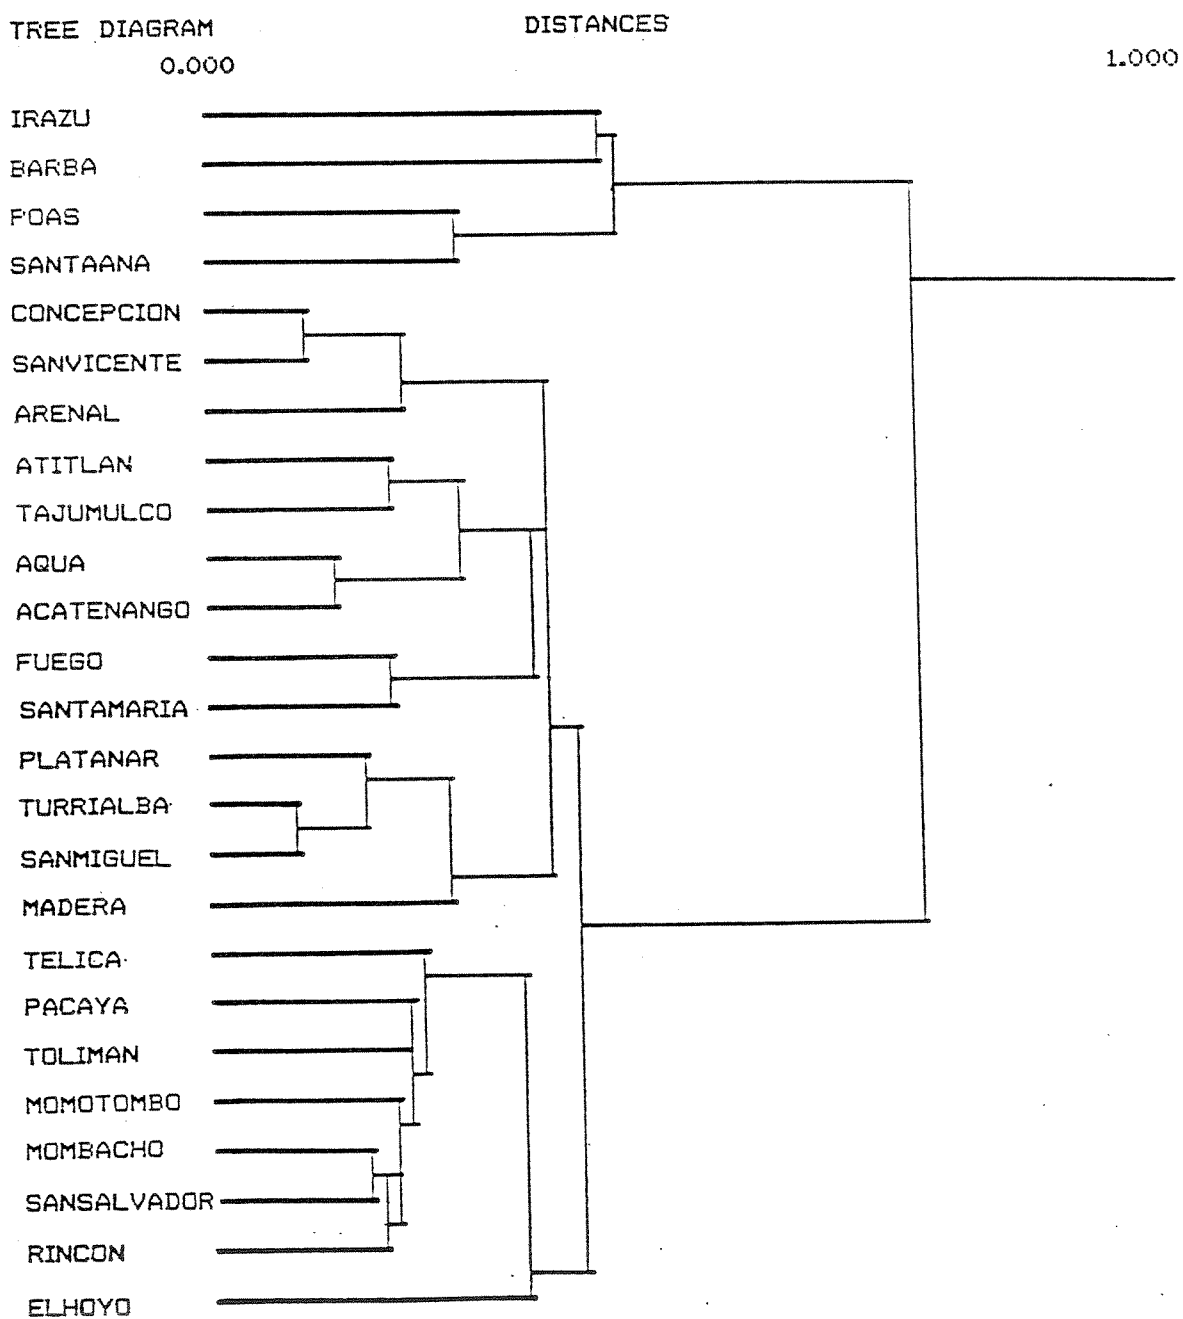 TREE DIAGRAM DISTANCES
0.000 1.000
IRAZU
BARBA
POAS
SANTAANA
CONCEPCION
SANVICENTE
ARENAL
ATITLAN
TAJUMULCO
AQUA
ACATENANGO
FUEGO
SANTAMARIA
PLATANAR
TURRIALBA
SANMIGUEL
MADERA
TELICA
PACAYA
TOLIMAN
MOMOTOMBO
MOMBACHO
SANSALVADOR
RINCON
ELHOYO